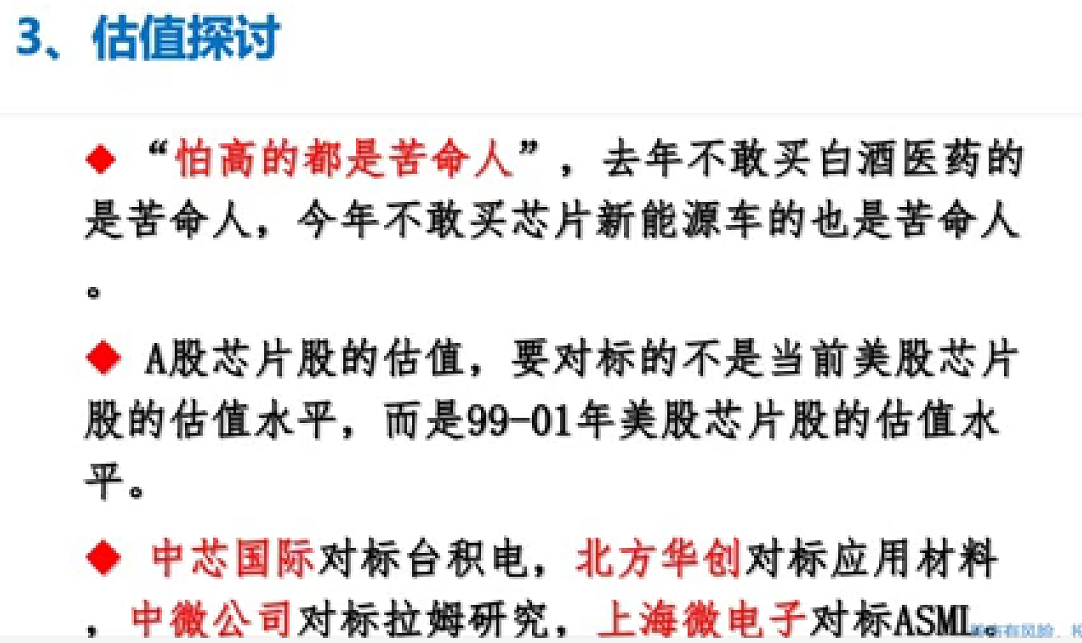 3、估值探讨
◆ “怕高的都是苦命人”，去年不敢买白酒医药的
是苦命人，今年不敢买芯片新能源车的也是苦命人
。
◆ A股芯片股的估值，要对标的不是当前美股芯片
股的估值水平，而是99-01年美股芯片股的估值水
平。
◆ 中芯国际对标台积电，北方华创对标应用材料
，中微公司对标拉姆研究，上海微电子对标ASML。
有风险，